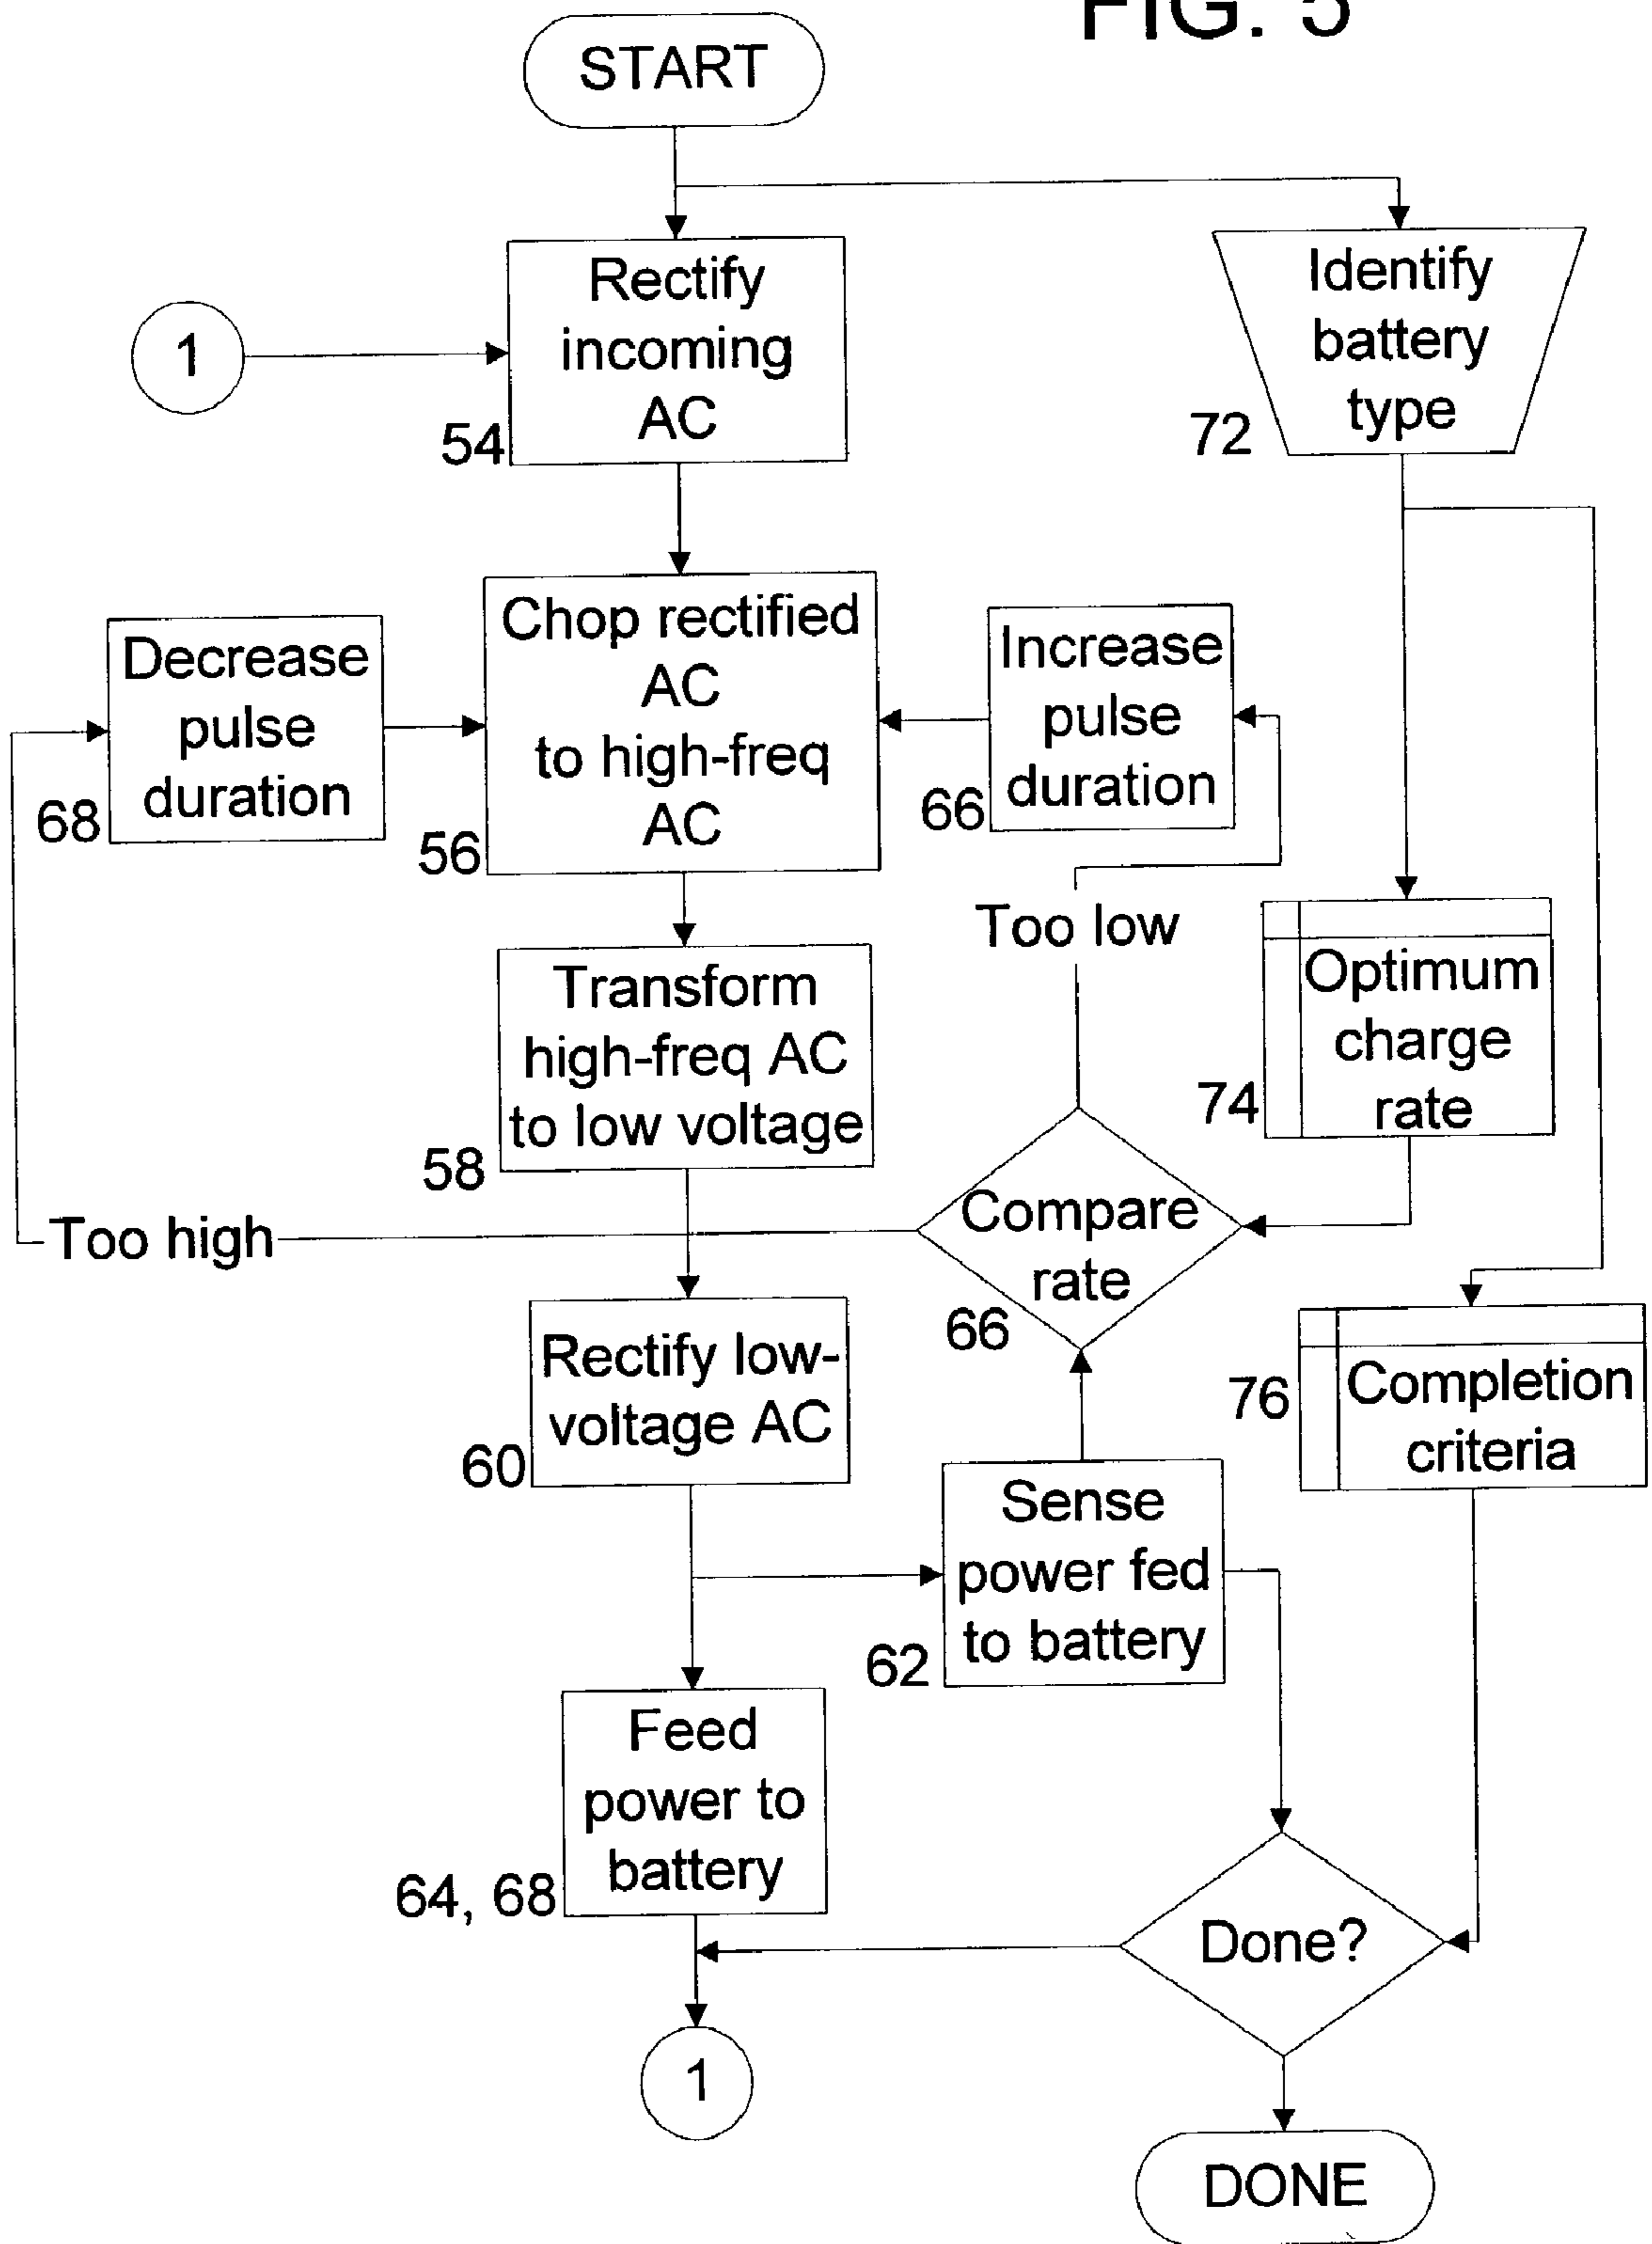 FIG. 5
START
Rectify
incoming
AC
54
1
Identify
battery
type
72
Decrease
pulse
duration
68
Chop rectified
AC
to high-freq
AC
56
Increase
pulse
duration
66
Too low
Transform
high-freq AC
to low voltage
58
Optimum
charge
rate
74
Too high
Compare
rate
66
Rectify low-
voltage AC
60
Completion
criteria
76
Sense
power fed
to battery
62
Feed
power to
battery
64, 68
Done?
1
DONE